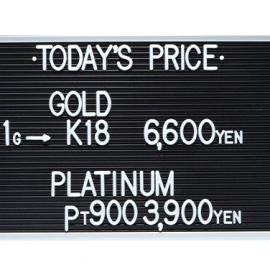 ·TODAY'S PRICE·
GOLD
1G→ K18 6,600YEN
PLATINUM
PT900 3,900YEN